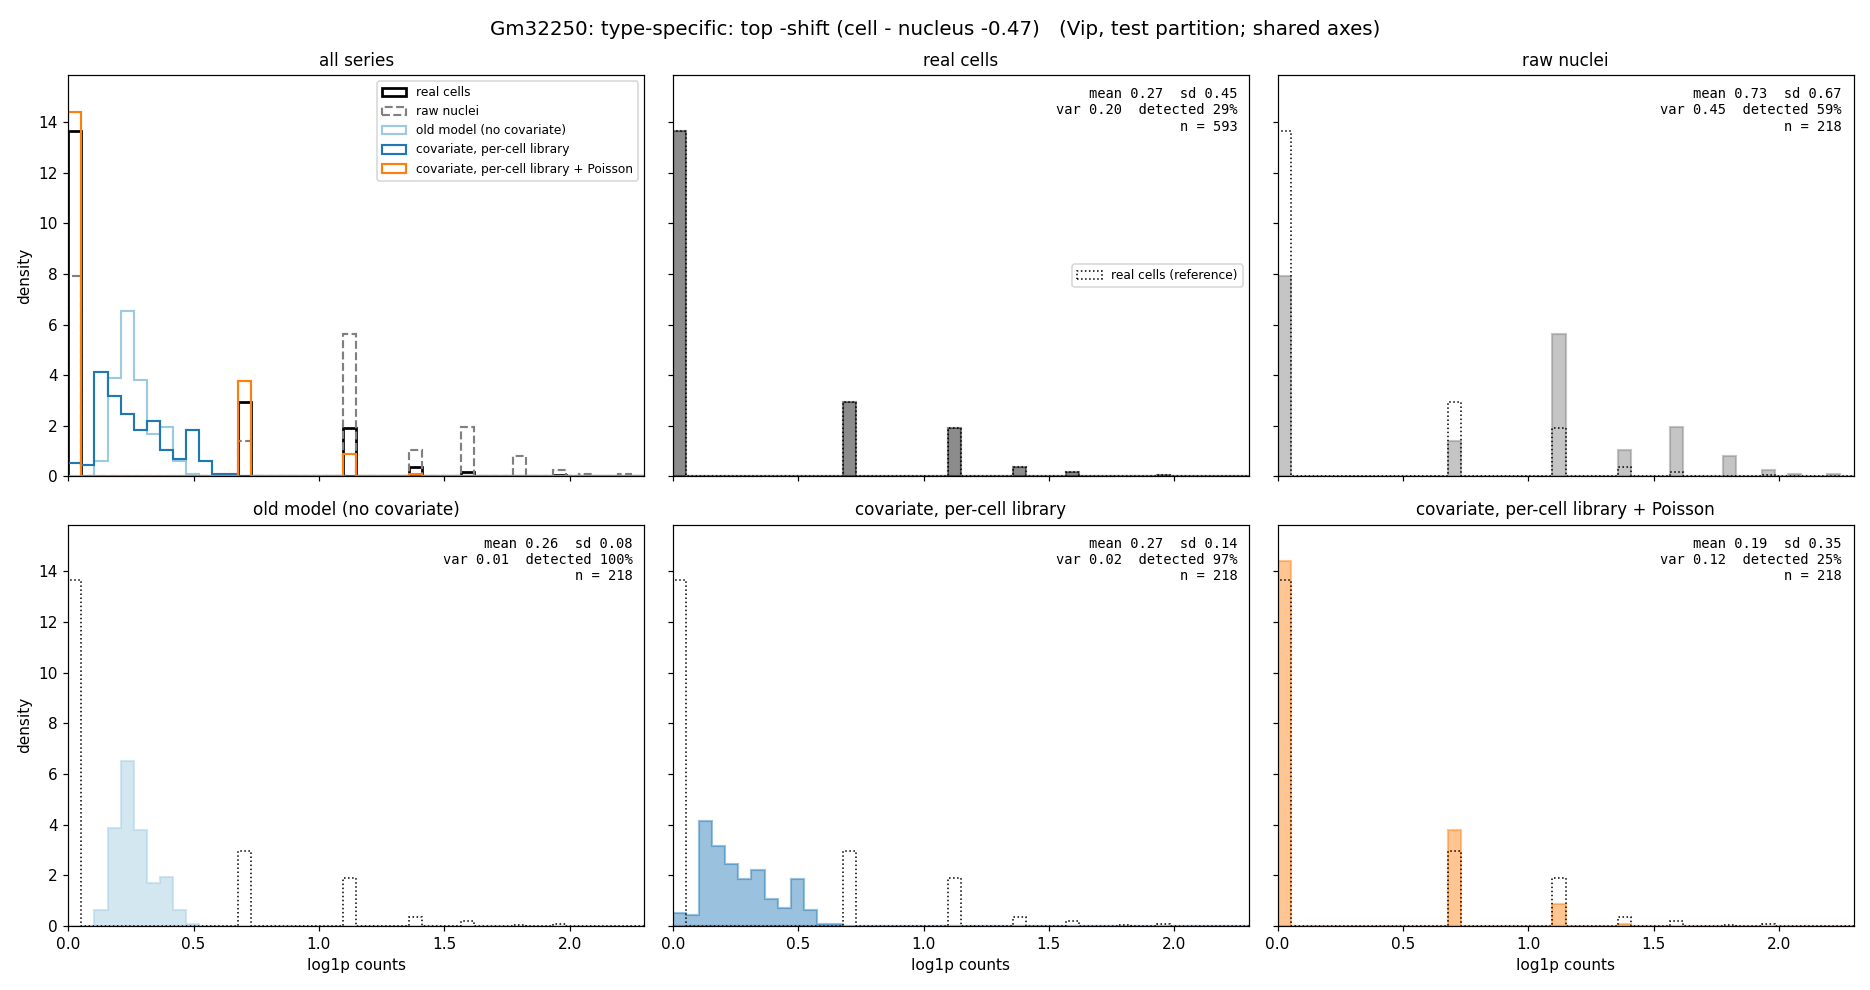 Gm32250: type-specific: top -shift (cell - nucleus -0.47)   (Vip, test partition; shared axes)
all series
real cells
raw nuclei
old model (no covariate)
covariate, per-cell library
covariate, per-cell library + Poisson
density
14
12
10
8
6
4
2
0
real cells
mean 0.27  sd 0.45
var 0.20  detected 29%
n = 593
real cells (reference)
raw nuclei
mean 0.73  sd 0.67
var 0.45  detected 59%
n = 218
old model (no covariate)
mean 0.26  sd 0.08
var 0.01  detected 100%
n = 218
density
14
12
10
8
6
4
2
0
0.0 0.5 1.0 1.5 2.0
log1p counts
covariate, per-cell library
mean 0.27  sd 0.14
var 0.02  detected 97%
n = 218
0.0 0.5 1.0 1.5 2.0
log1p counts
covariate, per-cell library + Poisson
mean 0.19  sd 0.35
var 0.12  detected 25%
n = 218
0.0 0.5 1.0 1.5 2.0
log1p counts